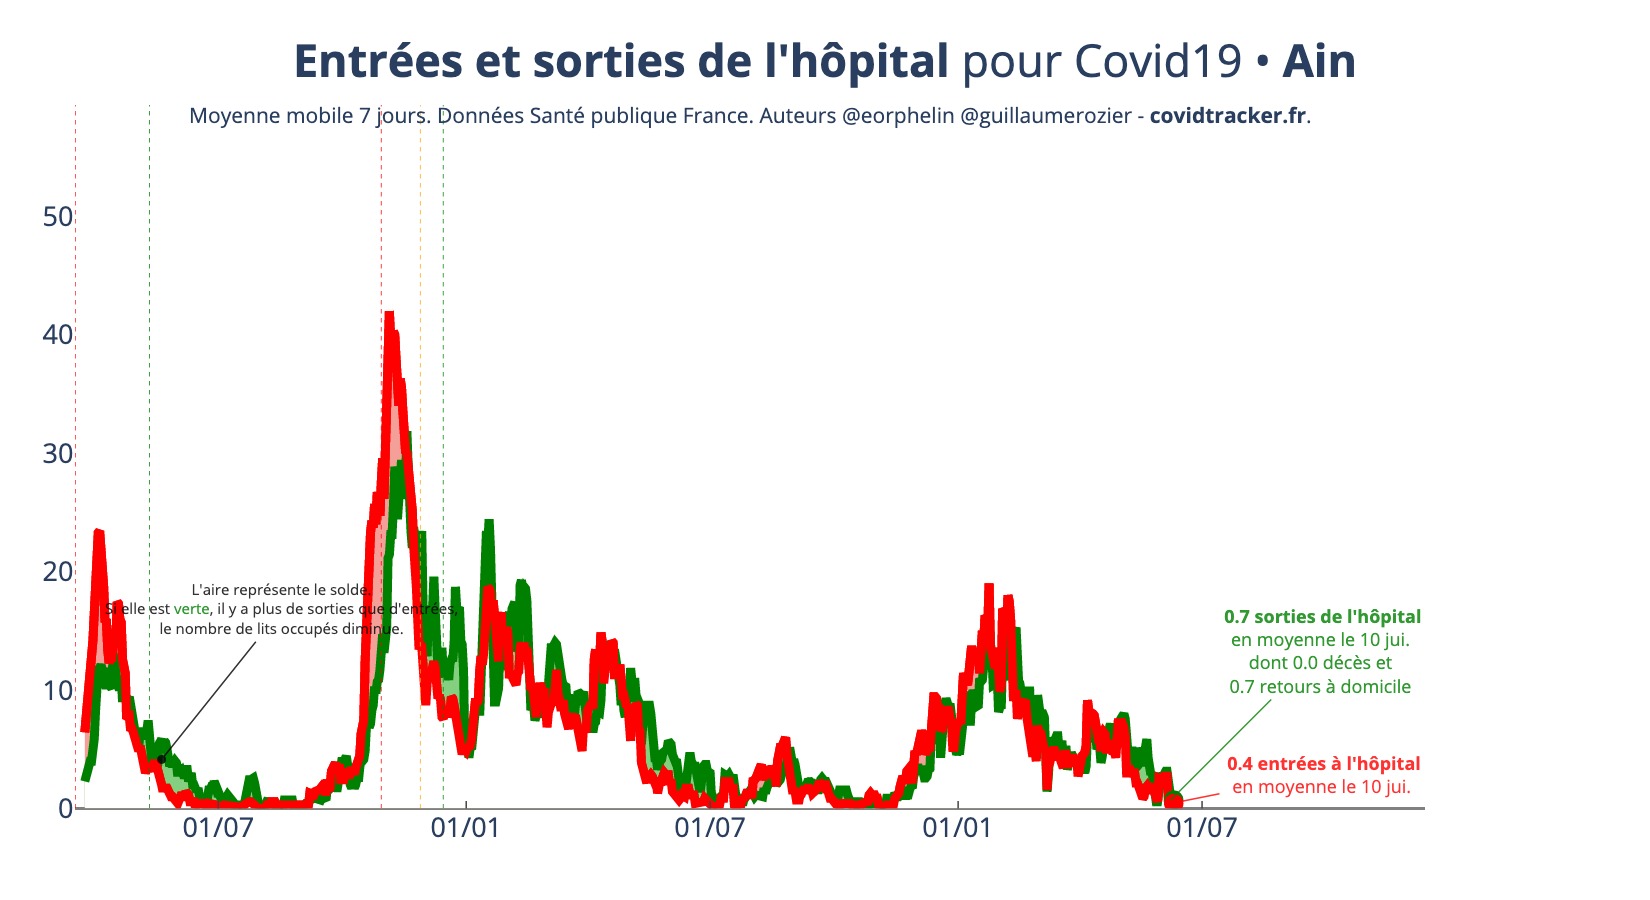 Entrées et sorties de l'hôpital pour Covid19 • Ain
Moyenne mobile 7 jours. Données Santé publique France. Auteurs @eorphelin @guillaumerozier - covidtracker.fr.
50
40
30
20
10
0
L'aire représente le solde.
Si elle est verte, il y a plus de sorties que d'entrées,
le nombre de lits occupés diminue.
0.7 sorties de l'hôpital
en moyenne le 10 jui.
dont 0.0 décès et
0.7 retours à domicile
0.4 entrées à l'hôpital
en moyenne le 10 jui.
01/07
01/01
01/07
01/01
01/07